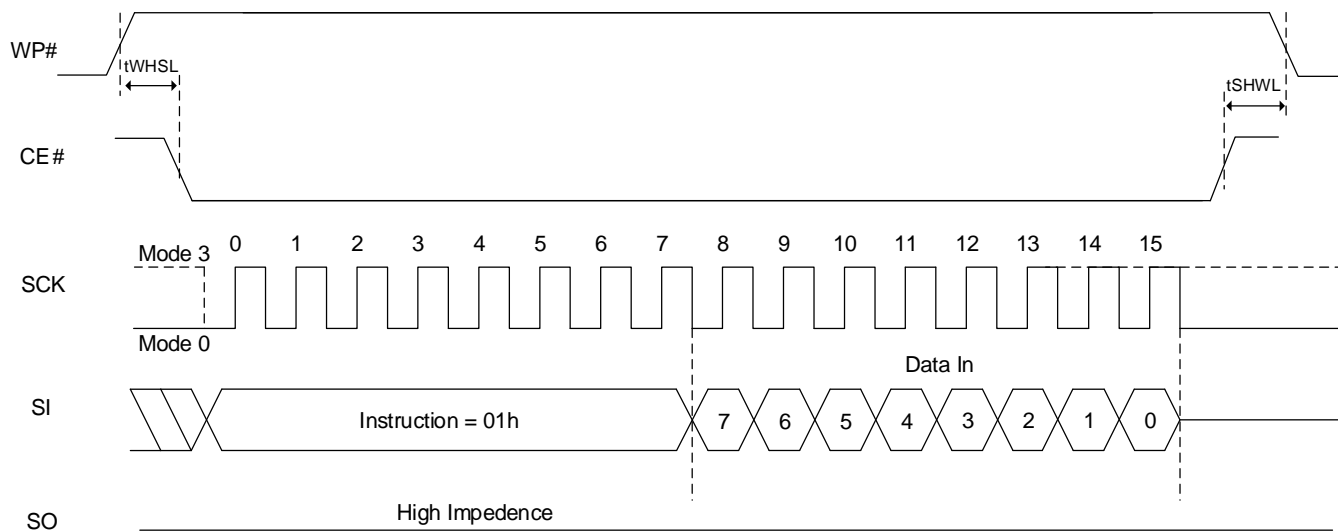 WP#
tWHSL
tSHWL
CE#
Mode 3
0 1 2 3 4 5 6 7 8 9 10 11 12 13 14 15
SCK
Mode 0
Data In
SI
Instruction = 01h
7 6 5 4 3 2 1 0
High Impedence
SO